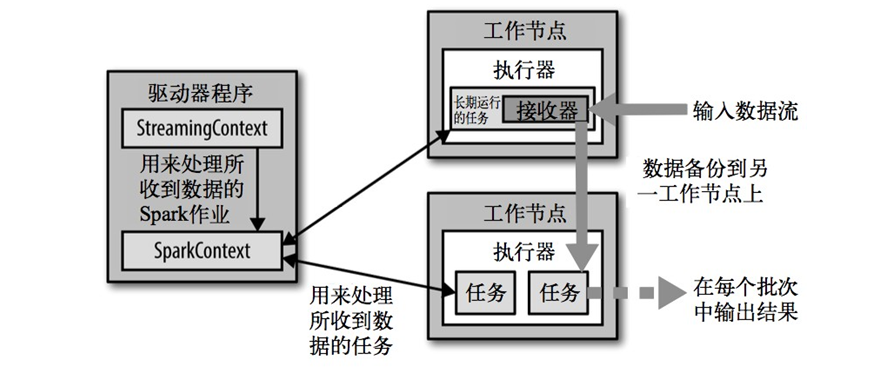 驱动器程序
StreamingContext
用来处理所
收到数据的
Spark作业
SparkContext
工作节点
执行器
长期运行
的任务
接收器
输入数据流
数据备份到另
一工作节点上
工作节点
执行器
任务
任务
用来处理
所收到数
据的任务
在每个批次
中输出结果